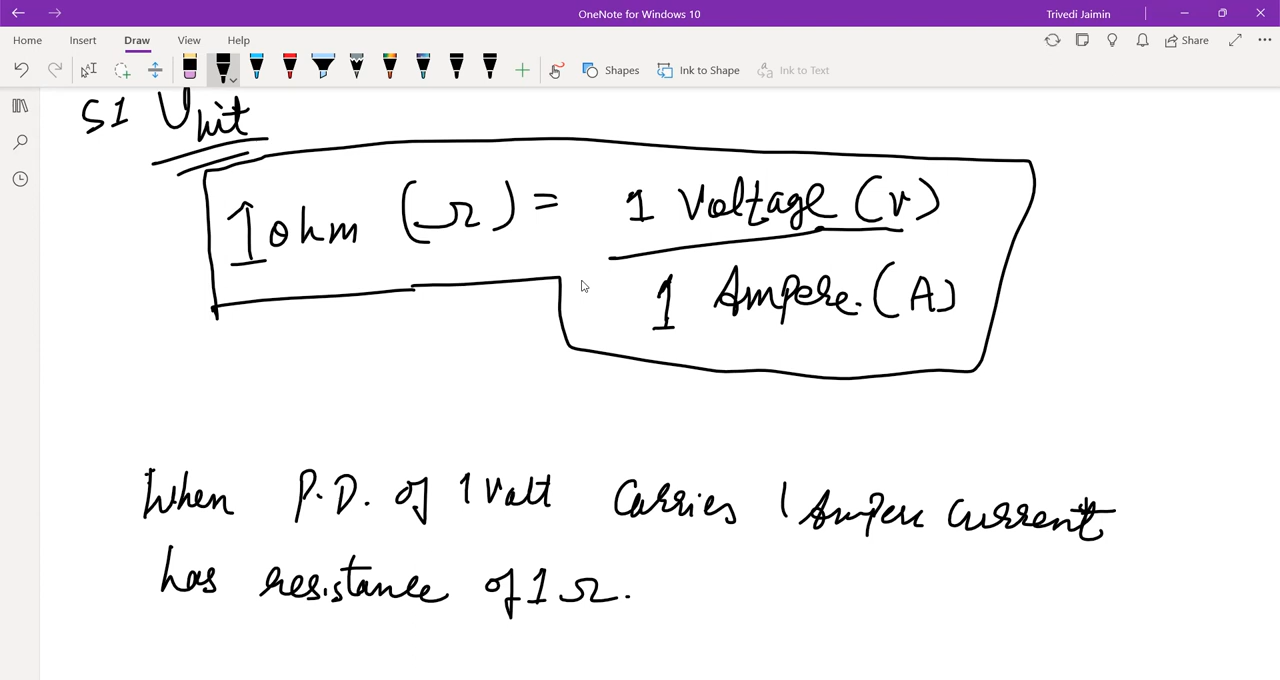 OneNote for Windows 10
Trivedi Jaimin
Home Insert Draw View Help
Share
Shapes Ink to Shape Ink to Text
SI Unit
1 ohm (Ω) = 1 Voltage (V)
1 Ampere. (A)
When P.D. of 1 Volt Carries 1 Ampere Current
has resistance of 1 Ω.